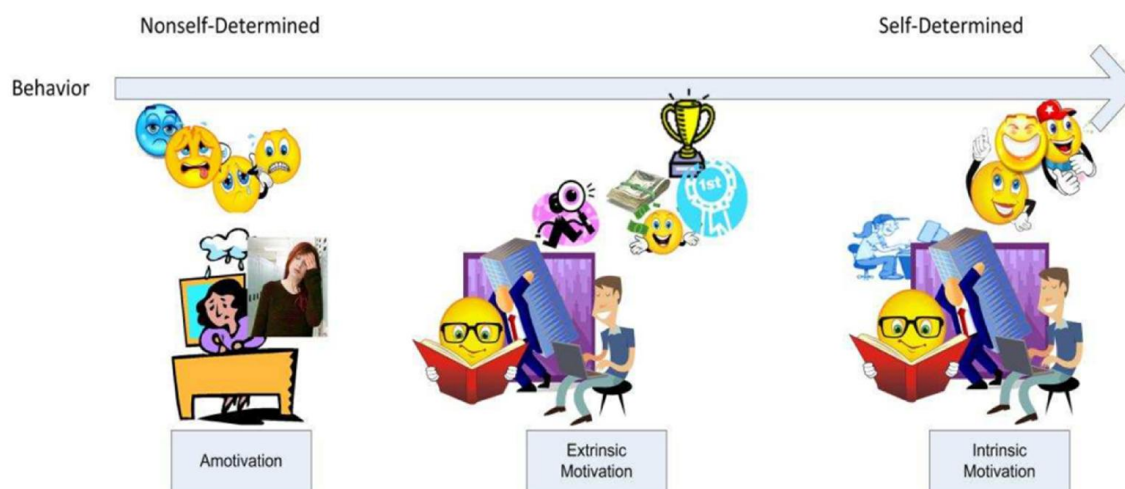 Nonself-Determined
Self-Determined
Behavior
1st
Amotivation
Extrinsic
Motivation
Intrinsic
Motivation